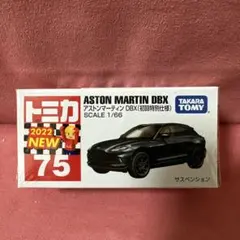 トミカ
2022
NEW
75
ASTON MARTIN DBX
アストンマーティン DBX(初回特別仕様)
SCALE 1/66
TAKARA
TOMY
サスペンション